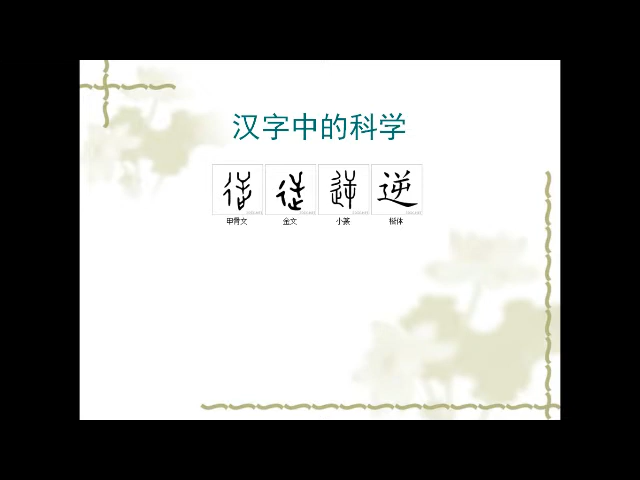 汉字中的科学
逆
甲骨文 金文 小篆 楷体